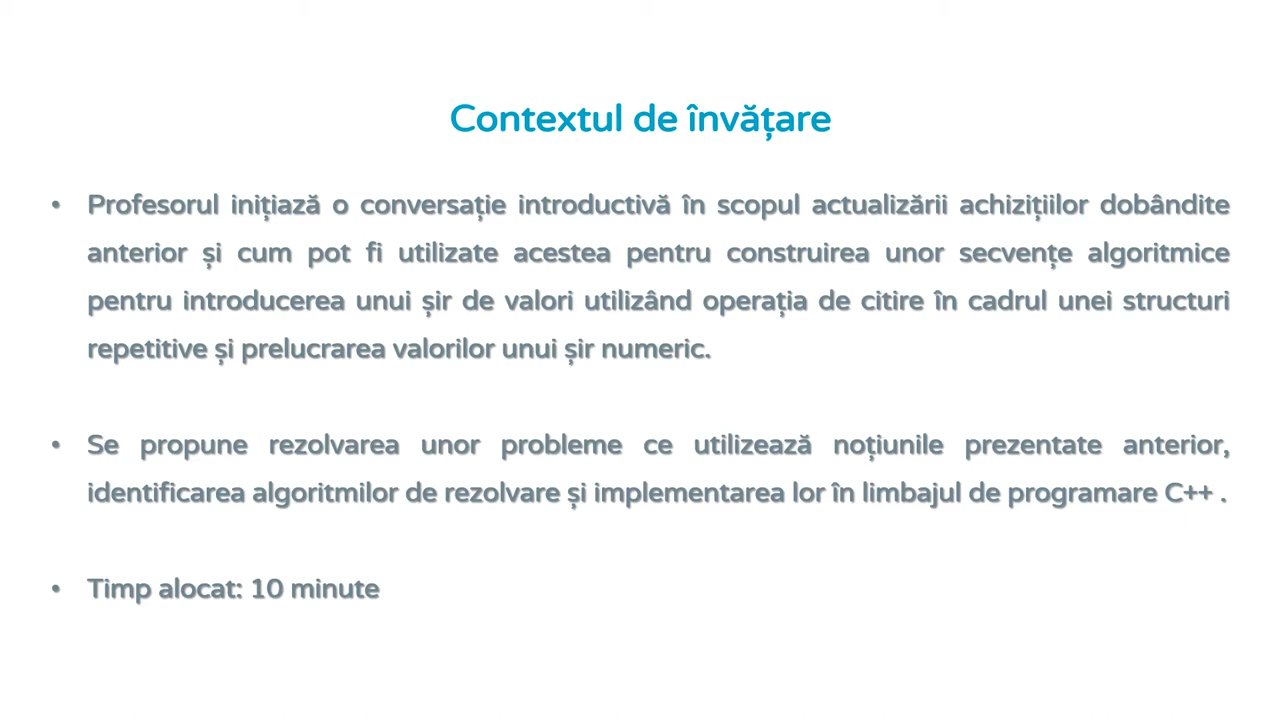 Contextul de învățare
• Profesorul inițiază o conversație introductivă în scopul actualizării achizițiilor dobândite
anterior și cum pot fi utilizate acestea pentru construirea unor secvențe algoritmice
pentru introducerea unui șir de valori utilizând operația de citire în cadrul unei structuri
repetitive și prelucrarea valorilor unui șir numeric.
• Se propune rezolvarea unor probleme ce utilizează noțiunile prezentate anterior,
identificarea algoritmilor de rezolvare și implementarea lor în limbajul de programare C++ .
• Timp alocat: 10 minute